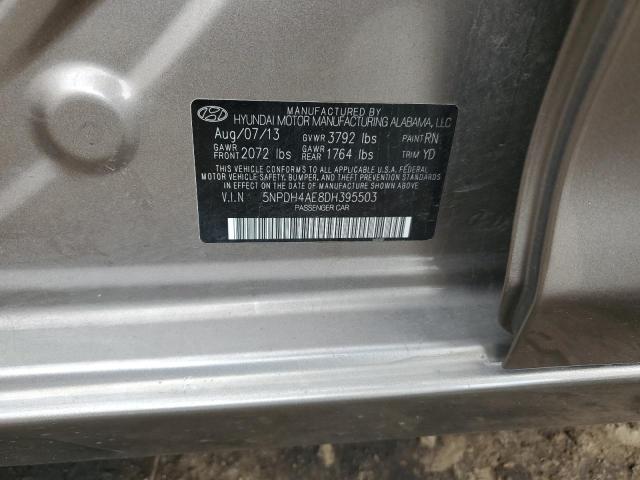 MANUFACTURED BY
HYUNDAI MOTOR MANUFACTURING ALABAMA, LLC
Aug/07/13 GVWR 3792 lbs PAINT RN
GAWR FRONT 2072 lbs GAWR REAR 1764 lbs TRIM YD
THIS VEHICLE CONFORMS TO ALL APPLICABLE U.S.A. FEDERAL
MOTOR VEHICLE SAFETY, BUMPER, AND THEFT PREVENTION
STANDARDS IN EFFECT ON THE DATE OF MANUFACTURE SHOWN ABOVE.
V.I.N 5NPDH4AE8DH395503
PASSENGER CAR